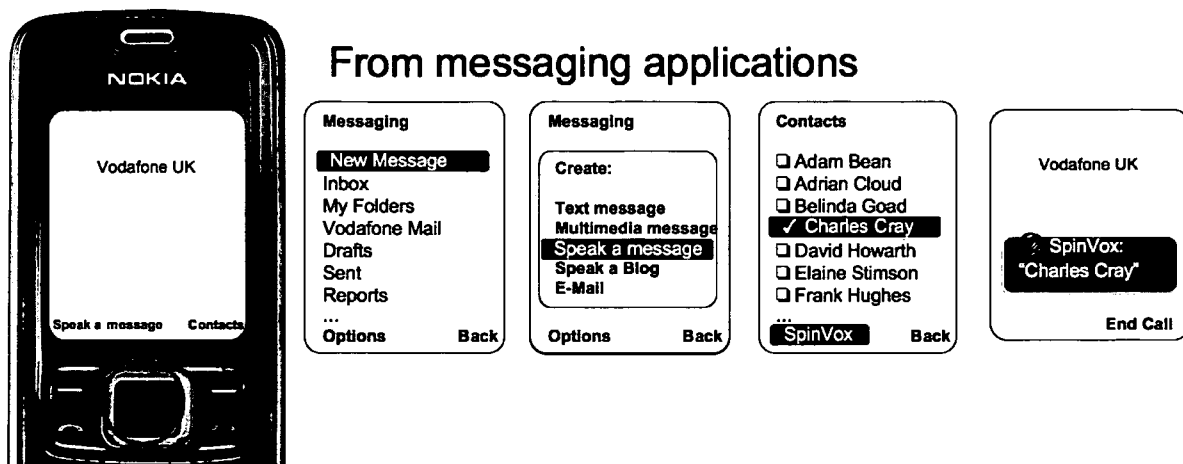 From messaging applications
NOKIA
Vodafone UK
Speak a message Contacts
Messaging
New Message
Inbox
My Folders
Vodafone Mail
Drafts
Sent
Reports
...
Options Back
Messaging
Create:
Text message
Multimedia message
Speak a message
Speak a Blog
E-Mail
Options Back
Contacts
Adam Bean
Adrian Cloud
Belinda Goad
✓ Charles Cray
David Howarth
Elaine Stimson
Frank Hughes
...
SpinVox Back
Vodafone UK
SpinVox:
"Charles Cray"
End Call